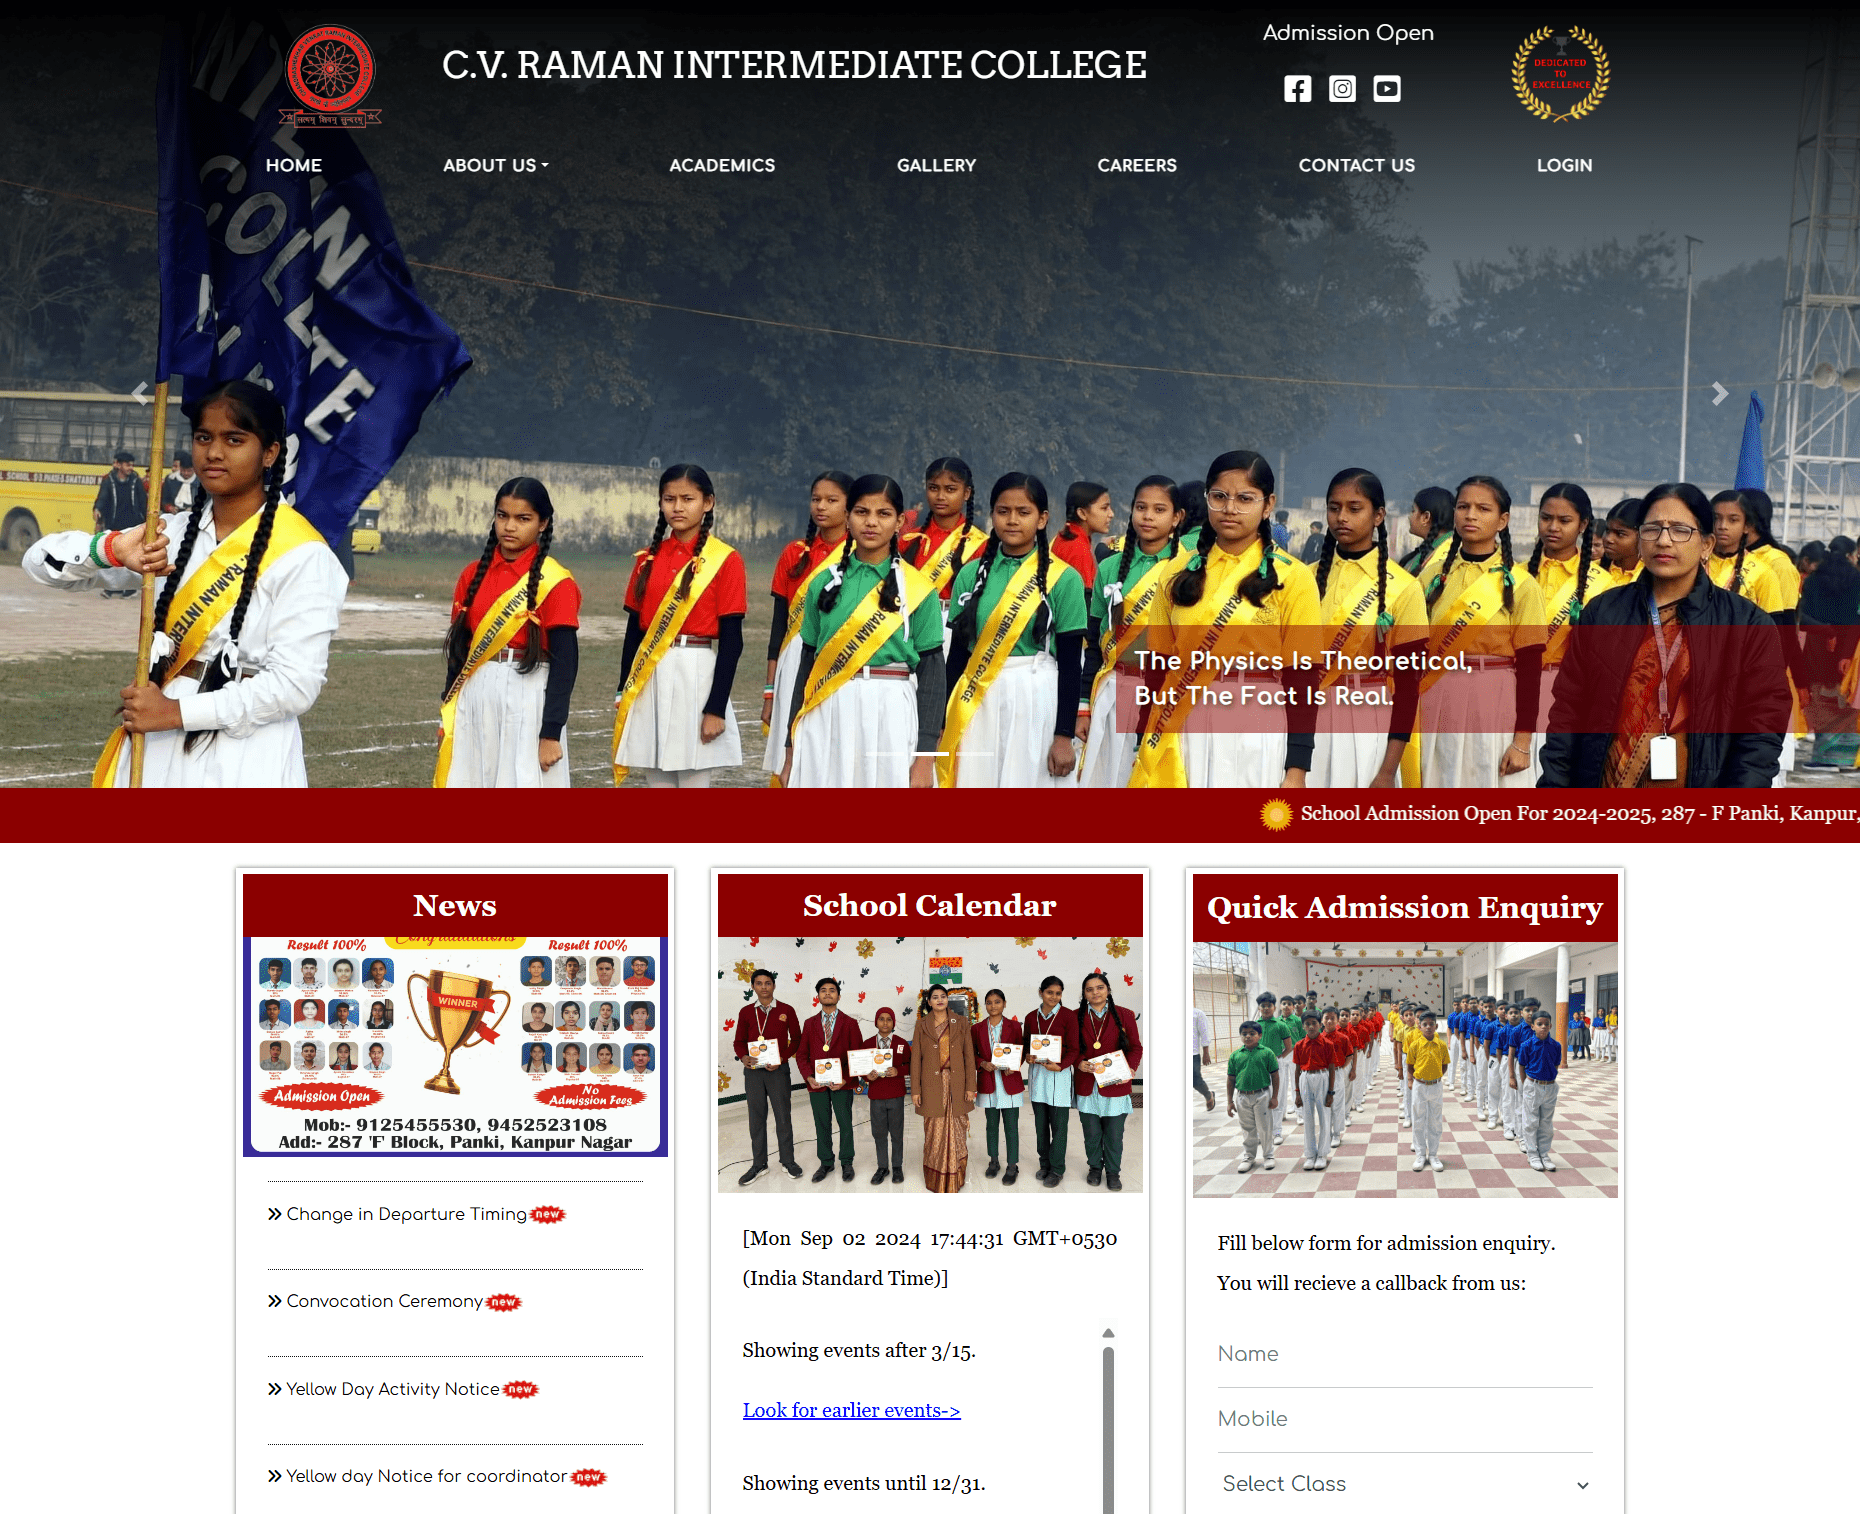 Admission Open
C.V. RAMAN INTERMEDIATE COLLEGE
DEDICATED
TO
EXCELLENCE
सत्यम् शिवम् सुन्दरम्
HOME
ABOUT US
ACADEMICS
GALLERY
CAREERS
CONTACT US
LOGIN
The Physics Is Theoretical,
But The Fact Is Real.
School Admission Open For 2024-2025, 287 - F Panki, Kanpur,
News
Result 100%
Congratulations
Result 100%
WINNER
Admission Open
No
Admission Fees
Mob:- 9125455530, 9452523108
Add:- 287 'F' Block, Panki, Kanpur Nagar
Change in Departure Timing new
Convocation Ceremony new
Yellow Day Activity Notice new
Yellow day Notice for coordinator new
School Calendar
[Mon Sep 02 2024 17:44:31 GMT+0530
(India Standard Time)]
Showing events after 3/15.
Look for earlier events->
Showing events until 12/31.
Quick Admission Enquiry
Fill below form for admission enquiry.
You will recieve a callback from us:
Name
Mobile
Select Class